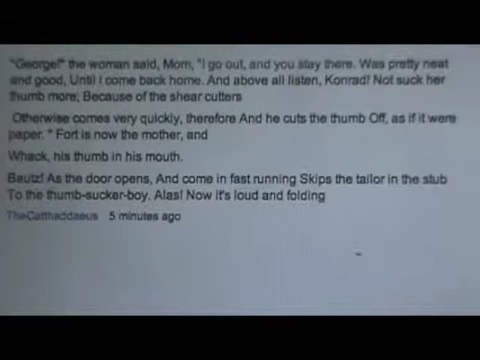 "George!" the woman said, Mom, "I go out, and you stay there. Was pretty neat
and good, Until I come back home. And above all listen, Konrad! Not suck her
thumb more; Because of the shear cutters
Otherwise comes very quickly, therefore And he cuts the thumb Off, as if it were
paper. " Fort is now the mother, and
Whack, his thumb in his mouth.
Bautz! As the door opens, And come in fast running Skips the tailor in the stub
To the thumb-sucker-boy. Alas! Now it's loud and folding
TheCatthaddaeus 5 minutes ago